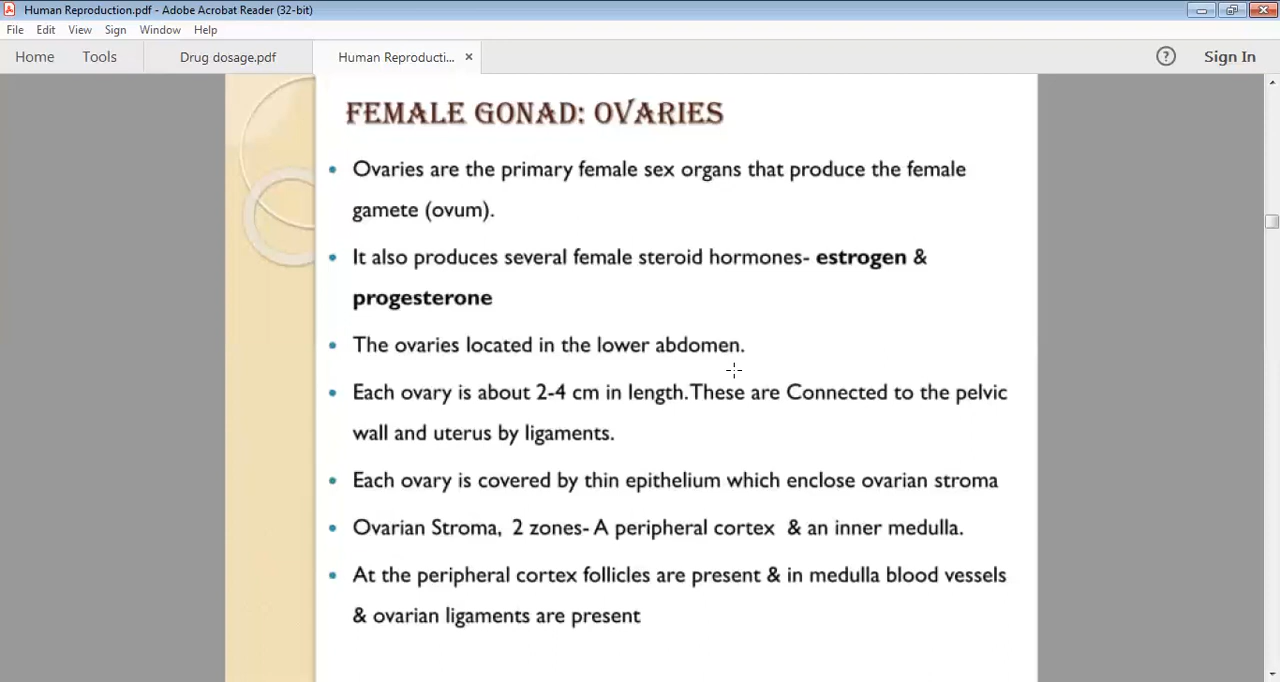 Human Reproduction.pdf - Adobe Acrobat Reader (32-bit)
File Edit View Sign Window Help
Home Tools Drug dosage.pdf Human Reproducti... × ? Sign In
FEMALE GONAD: OVARIES
• Ovaries are the primary female sex organs that produce the female
gamete (ovum).
• It also produces several female steroid hormones- estrogen &
progesterone
• The ovaries located in the lower abdomen.
• Each ovary is about 2-4 cm in length. These are Connected to the pelvic
wall and uterus by ligaments.
• Each ovary is covered by thin epithelium which enclose ovarian stroma
• Ovarian Stroma, 2 zones- A peripheral cortex & an inner medulla.
• At the peripheral cortex follicles are present & in medulla blood vessels
& ovarian ligaments are present